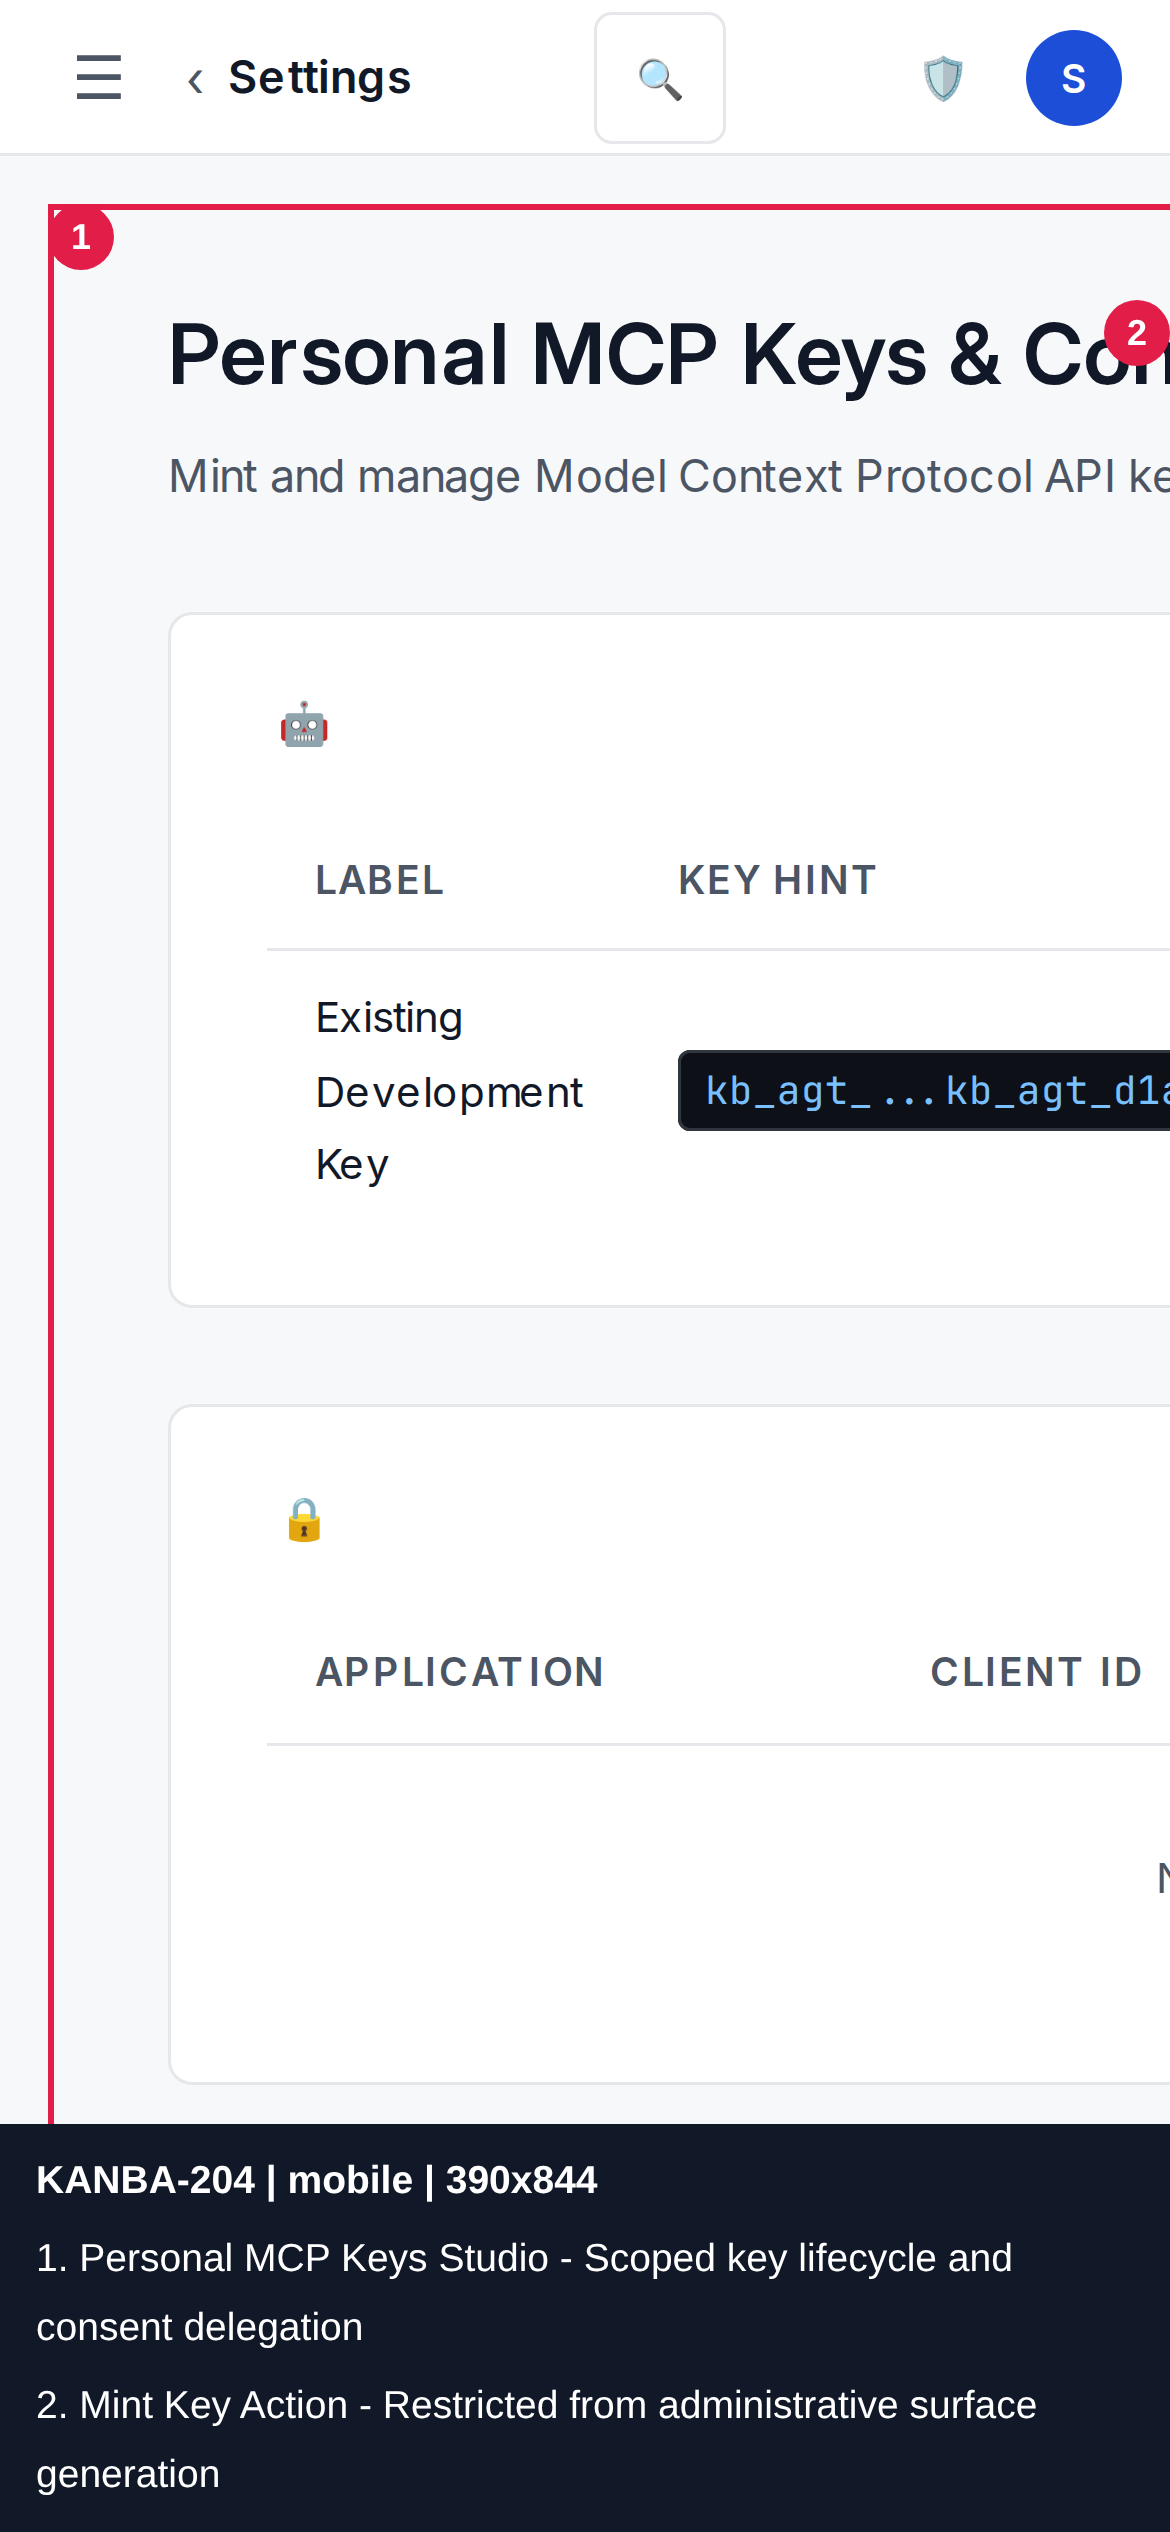 ☰ ‹ Settings S
1
2
Personal MCP Keys & Con
Mint and manage Model Context Protocol API ke
LABEL KEY HINT
Existing
Development
Key
kb_agt_...kb_agt_d1a
APPLICATION CLIENT ID
N
KANBA-204 | mobile | 390x844
1. Personal MCP Keys Studio - Scoped key lifecycle and
consent delegation
2. Mint Key Action - Restricted from administrative surface
generation